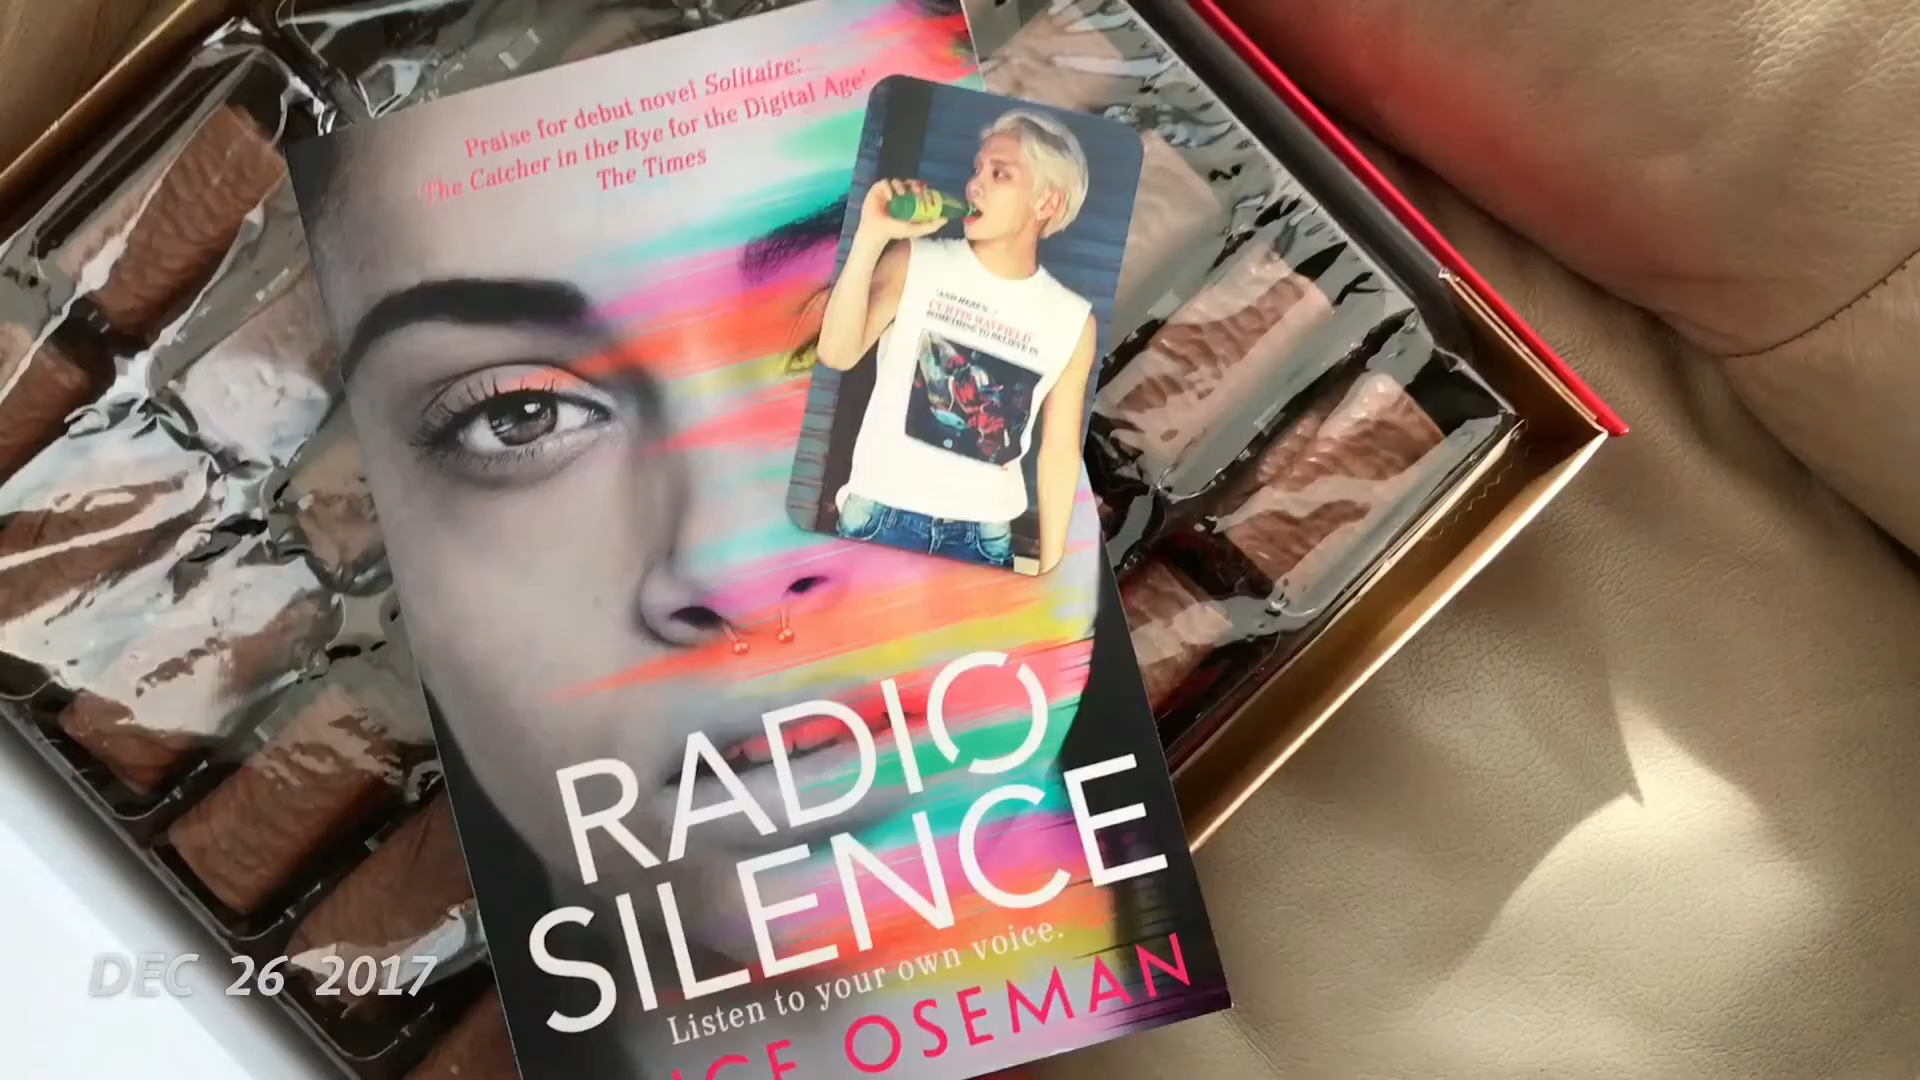 Praise for debut novel Solitaire:
'The Catcher in the Rye for the Digital Age'
The Times
'AND HERE'S
CURTIS MAYFIELD
SOMETHING TO BELIEVE IN
RADIO
SILENCE
Listen to your own voice.
ICE OSEMAN
DEC 26 2017